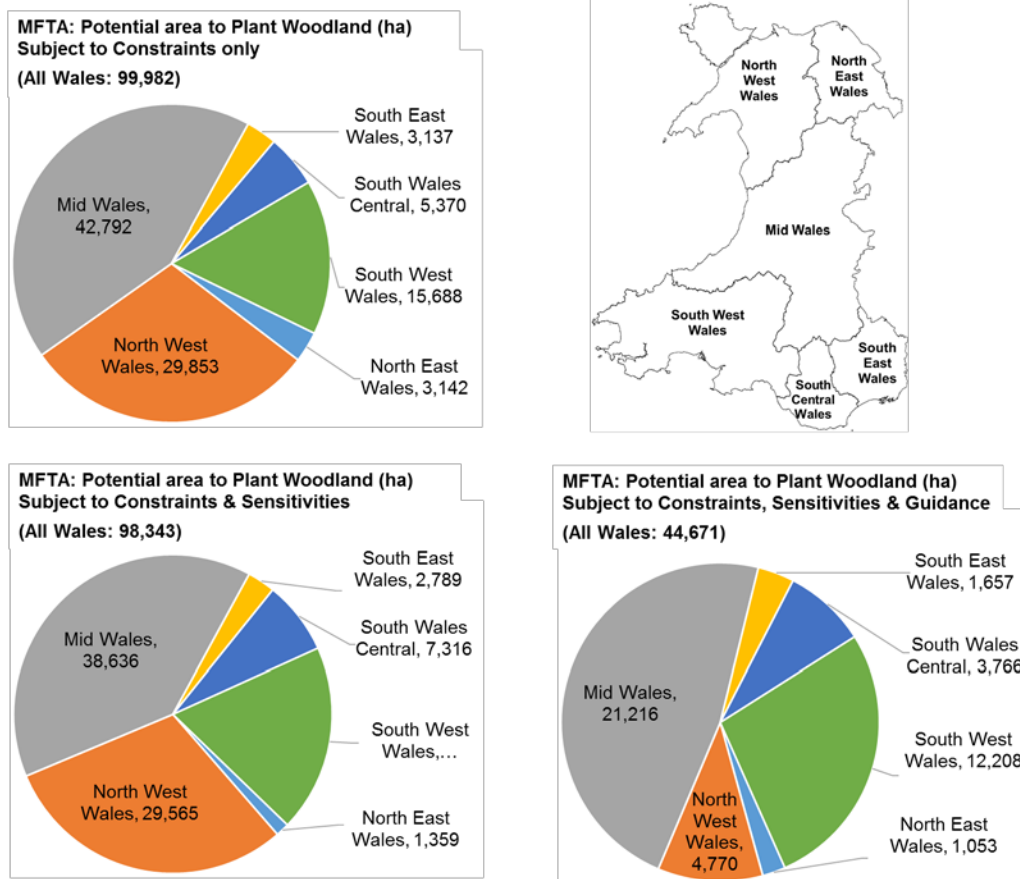 MFTA: Potential area to Plant Woodland (ha)
Subject to Constraints only
(All Wales: 99,982)
South East
Wales, 3,137
South Wales
Central, 5,370
South West
Wales, 15,688
North East
Wales, 3,142
North West
Wales, 29,853
Mid Wales,
42,792
North
West
Wales
North
East
Wales
Mid Wales
South West
Wales
South
East
Wales
South
Central
Wales
MFTA: Potential area to Plant Woodland (ha)
Subject to Constraints & Sensitivities
(All Wales: 98,343)
South East
Wales, 2,789
South Wales
Central, 7,316
South West
Wales,...
North East
Wales, 1,359
North West
Wales, 29,565
Mid Wales,
38,636
MFTA: Potential area to Plant Woodland (ha)
Subject to Constraints, Sensitivities & Guidance
(All Wales: 44,671)
South East
Wales, 1,657
South Wales
Central, 3,766
South West
Wales, 12,208
North East
Wales, 1,053
North
West
Wales,
4,770
Mid Wales,
21,216